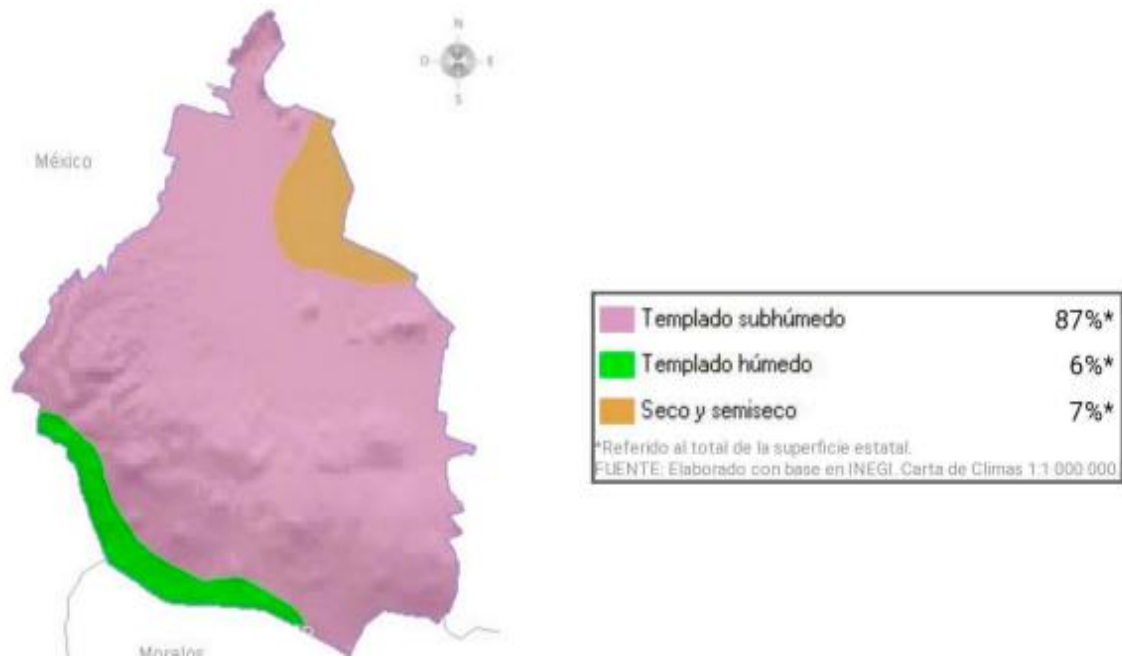 N
O
E
S
México
Templado subhúmedo 87%*
Templado húmedo 6%*
Seco y semiseco 7%*
*Referido al total de la superficie estatal.
FUENTE: Elaborado con base en INEGI. Carta de Climas 1:1 000 000.
Morelos